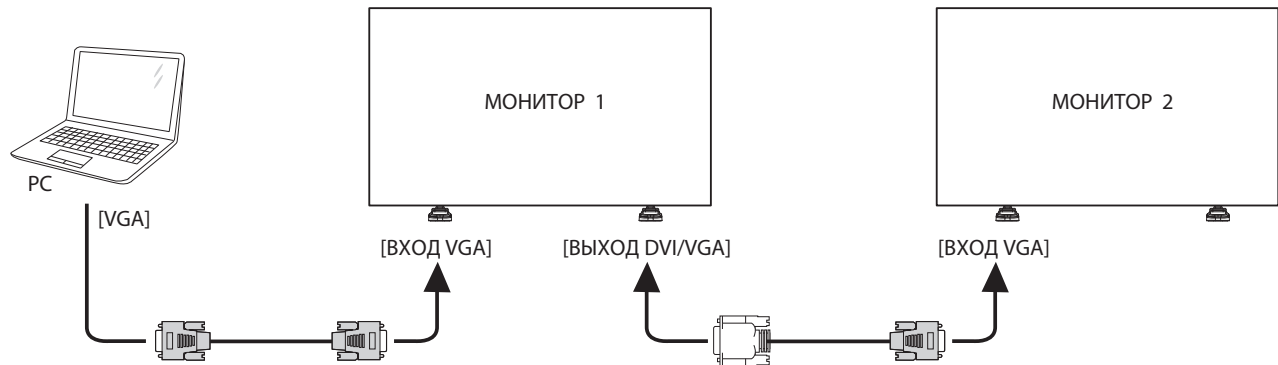 МОНИТОР 1
МОНИТОР 2
PC
[VGA]
[ВХОД VGA]
[ВЫХОД DVI/VGA]
[ВХОД VGA]